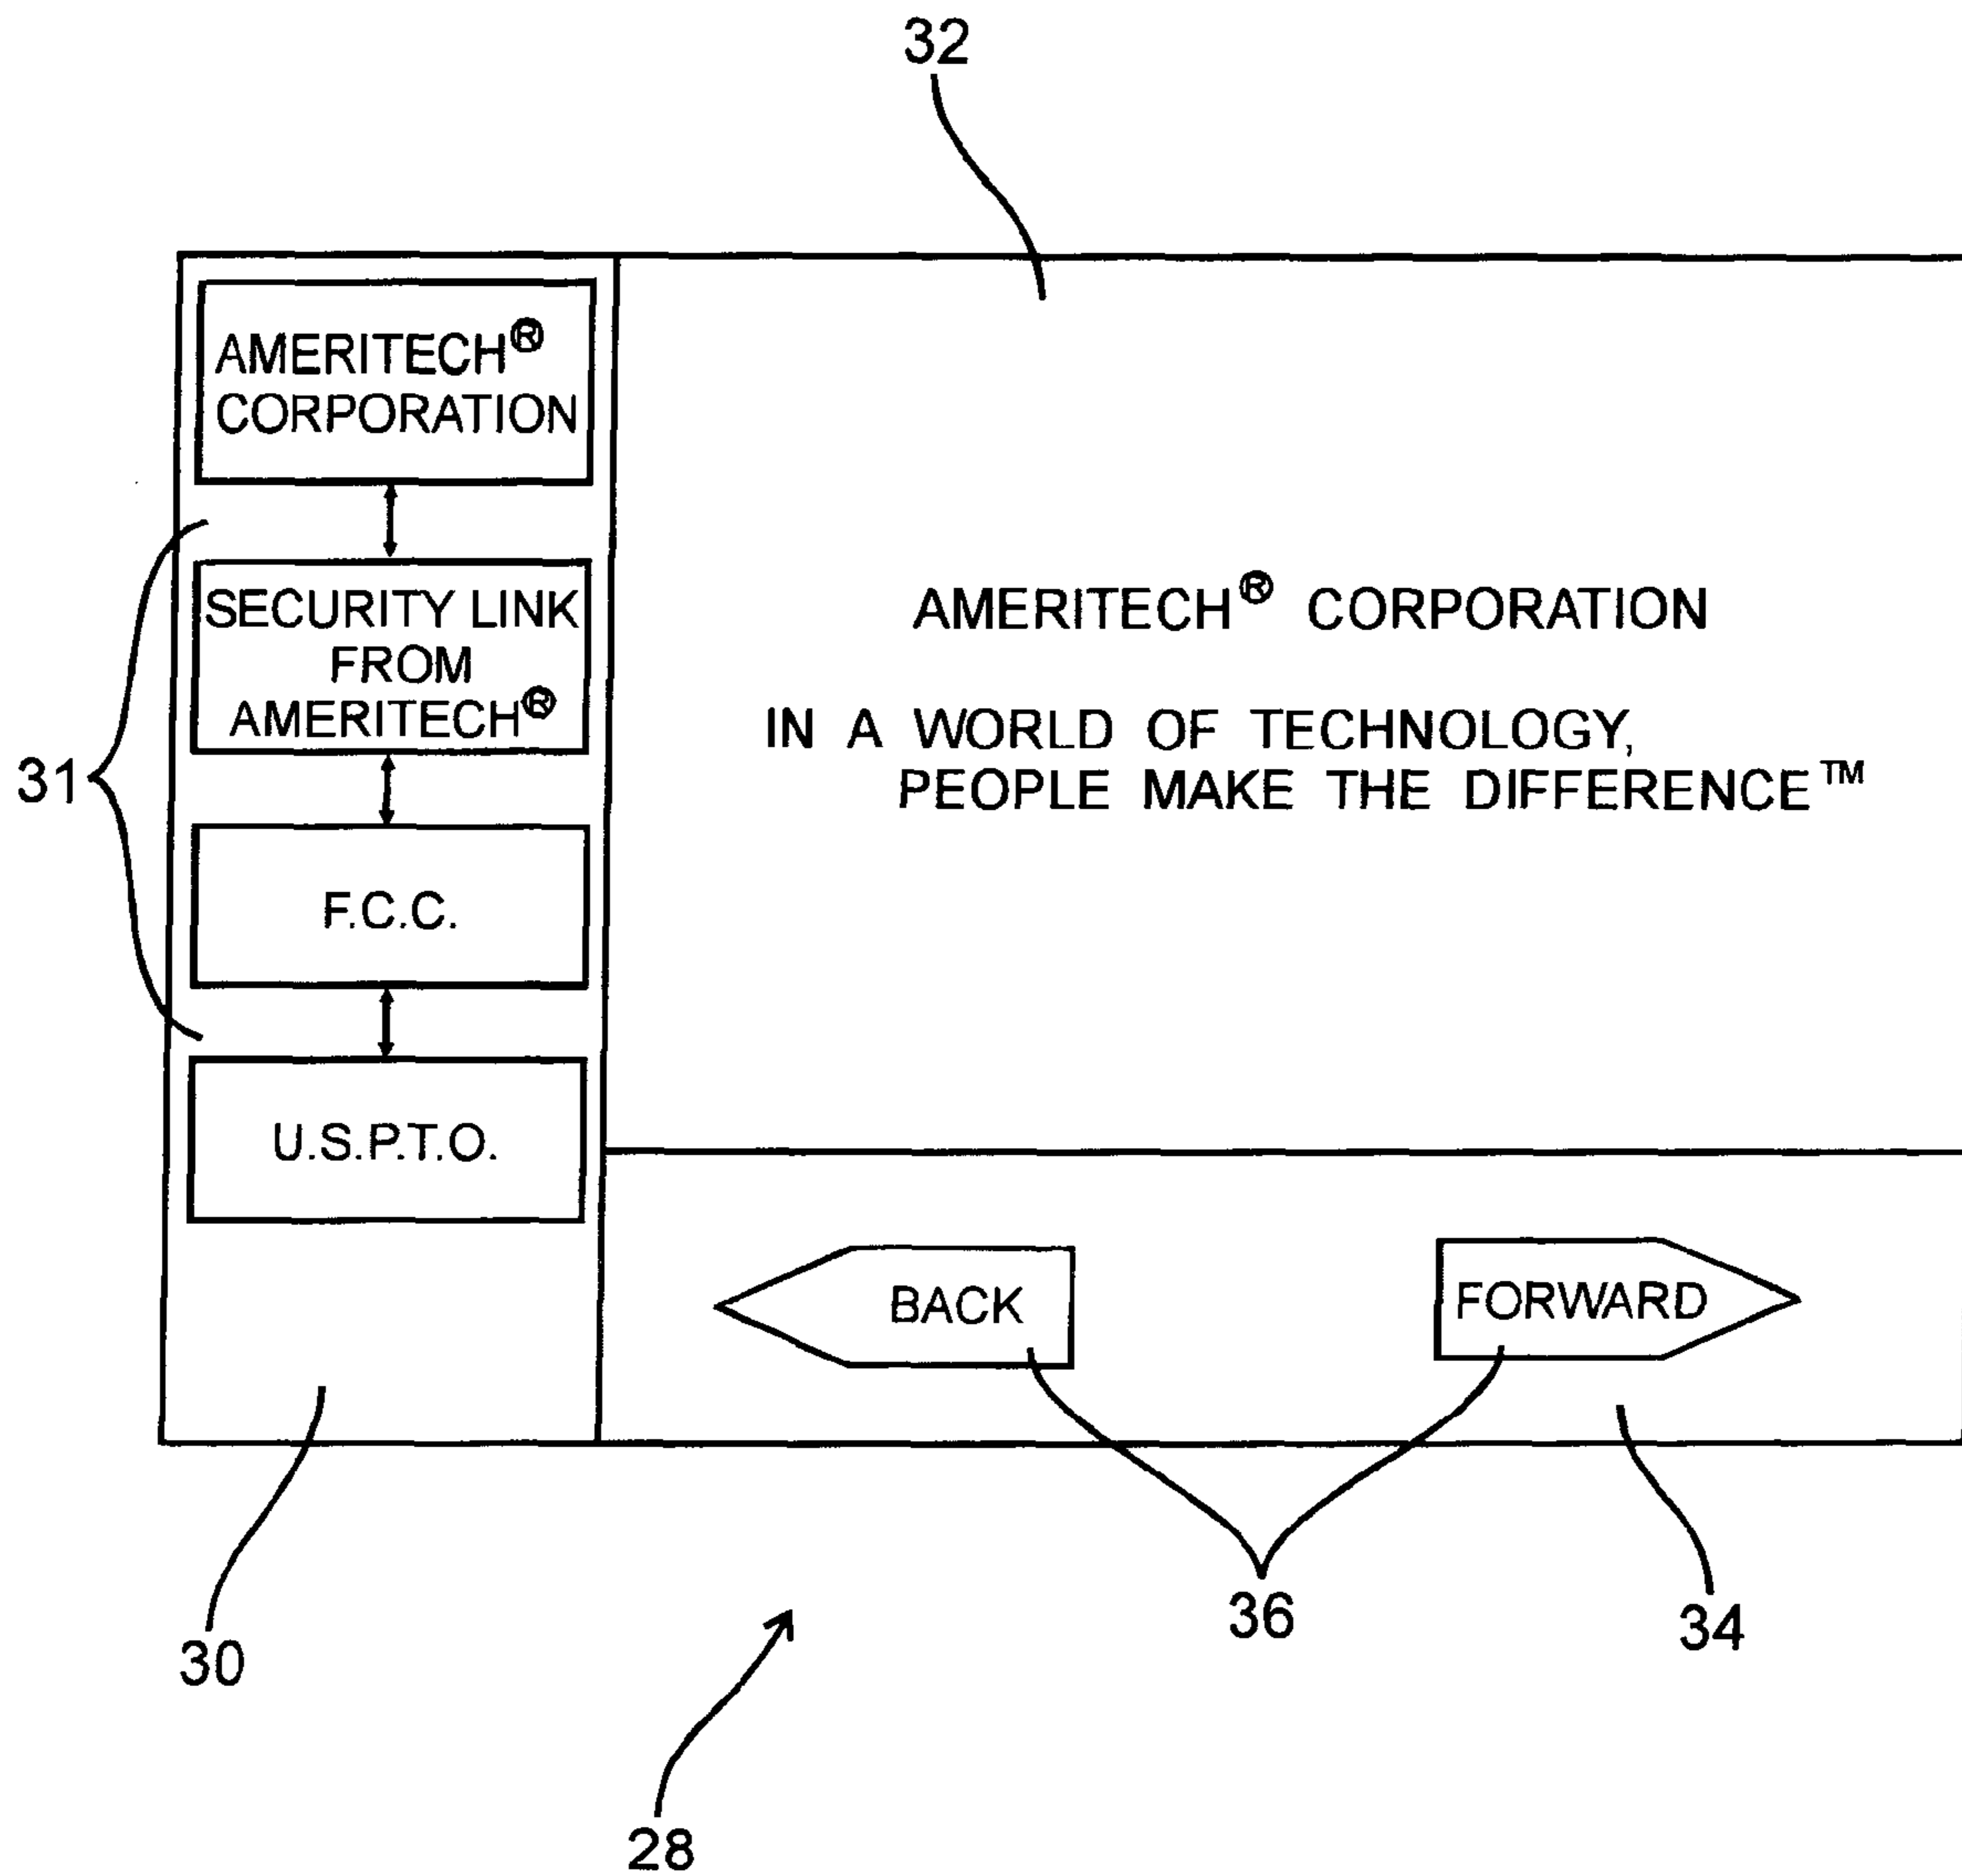 32
AMERITECH®
CORPORATION
SECURITY LINK
FROM
AMERITECH®
F.C.C.
U.S.P.T.O.
31
AMERITECH® CORPORATION
IN A WORLD OF TECHNOLOGY,
PEOPLE MAKE THE DIFFERENCE™
BACK
FORWARD
30
36
34
28